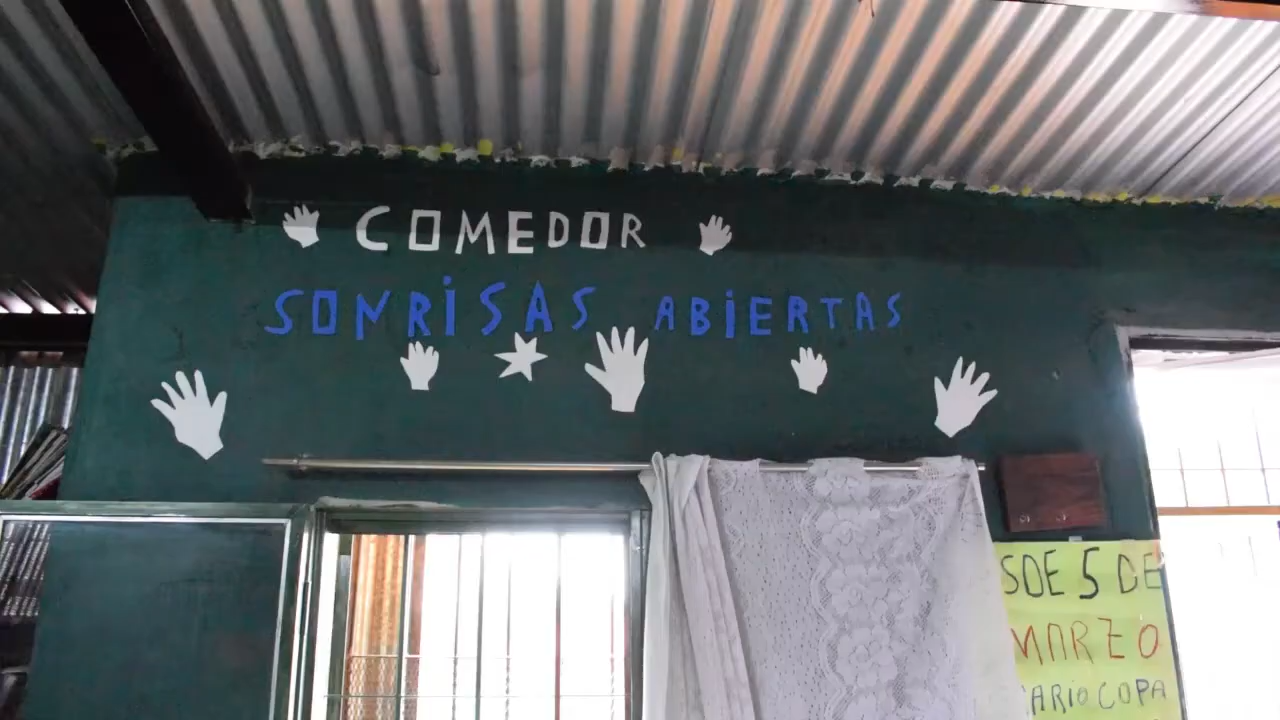 COMEDOR
SONRISAS ABIERTAS
SDE 5 DE
MARZO
ARIO COPA